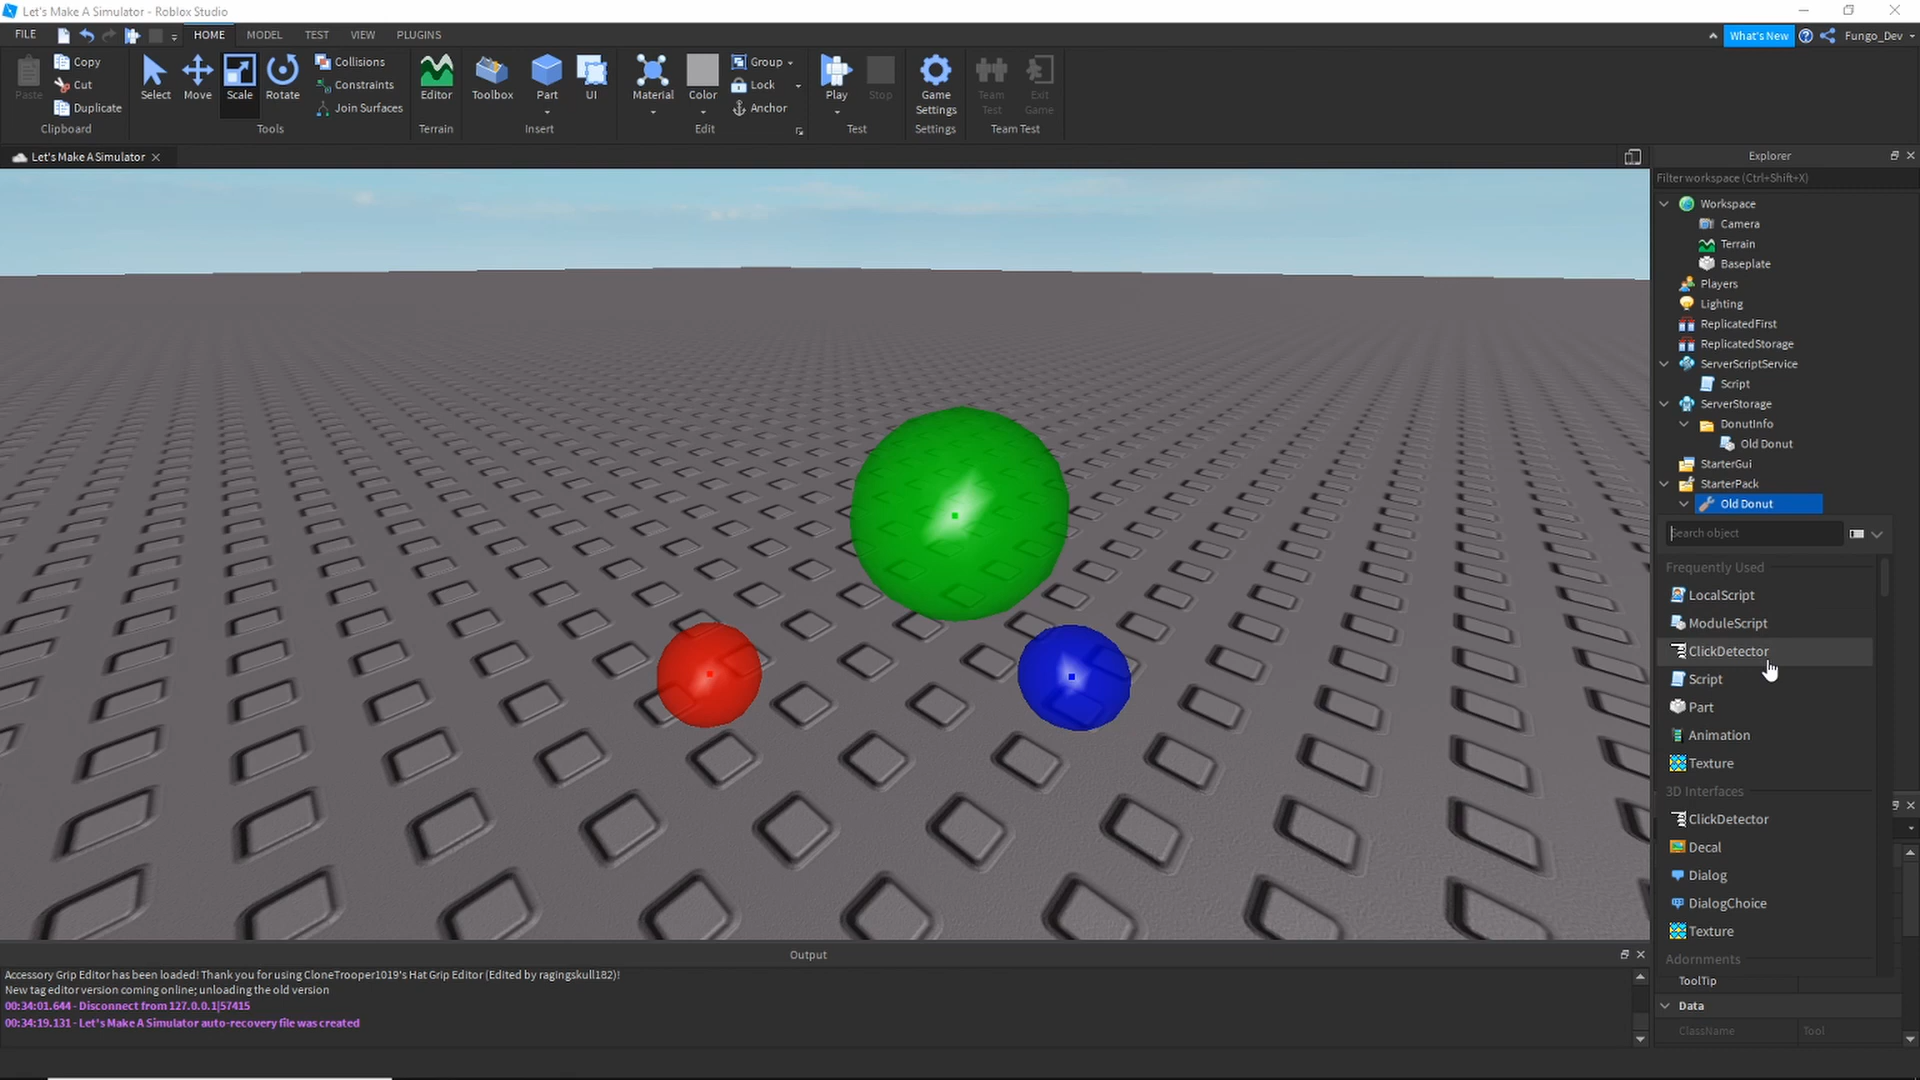 Let's Make A Simulator - Roblox Studio
FILE HOME MODEL TEST VIEW PLUGINS What's New Fungo_Dev
Paste Copy Cut Duplicate Clipboard
Select Move Scale Rotate Collisions Constraints Join Surfaces Tools
Editor Terrain
Toolbox Part UI Insert
Material Color Group Lock Anchor Edit
Play Stop Test
Game Settings Settings
Team Test Exit Game Team Test
Let's Make A Simulator
Explorer
Filter workspace (Ctrl+Shift+X)
Workspace
Camera
Terrain
Baseplate
Players
Lighting
ReplicatedFirst
ReplicatedStorage
ServerScriptService
Script
ServerStorage
DonutInfo
Old Donut
StarterGui
StarterPack
Old Donut
Search object
Frequently Used
LocalScript
ModuleScript
ClickDetector
Script
Part
Animation
Texture
3D Interfaces
ClickDetector
Decal
Dialog
DialogChoice
Texture
Adornments
ToolTip
Data
ClassName Tool
Output
Accessory Grip Editor has been loaded! Thank you for using CloneTrooper1019's Hat Grip Editor (Edited by ragingskull182)!
New tag editor version coming online; unloading the old version
00:34:01.644 - Disconnect from 127.0.0.1|57415
00:34:19.131 - Let's Make A Simulator auto-recovery file was created